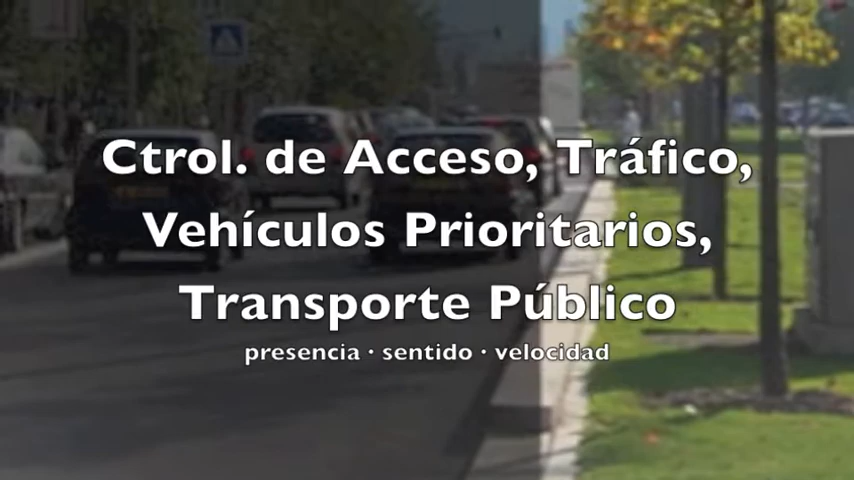 Ctrol. de Acceso, Tráfico,
Vehículos Prioritarios,
Transporte Público
presencia · sentido · velocidad